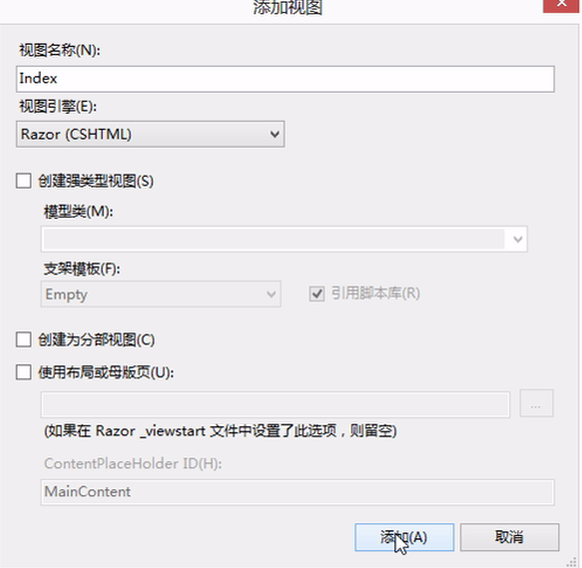 添加视图
视图名称(N):
Index
视图引擎(E):
Razor (CSHTML)
创建强类型视图(S)
模型类(M):
支架模板(F):
Empty
引用脚本库(R)
创建为分部视图(C)
使用布局或母版页(U):
...
(如果在 Razor _viewstart 文件中设置了此选项，则留空)
ContentPlaceHolder ID(H):
MainContent
添加(A)
取消